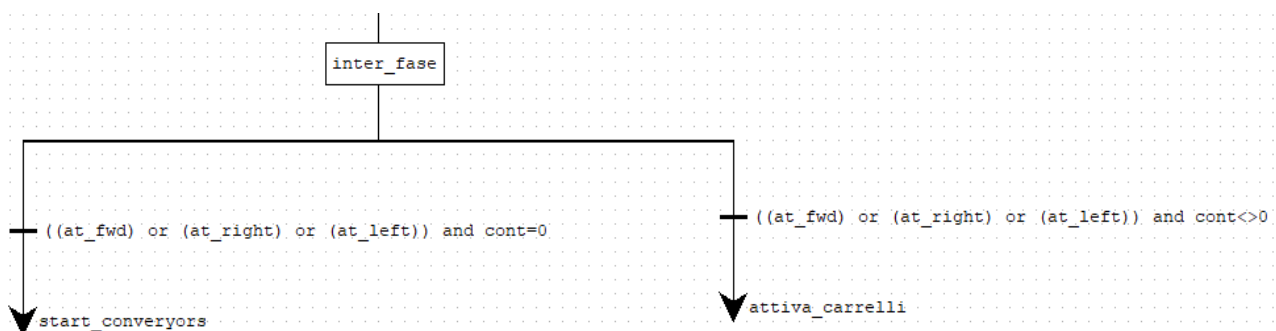 inter_fase
((at_fwd) or (at_right) or (at_left)) and cont=0
((at_fwd) or (at_right) or (at_left)) and cont<>0
start_converyors
attiva_carrelli